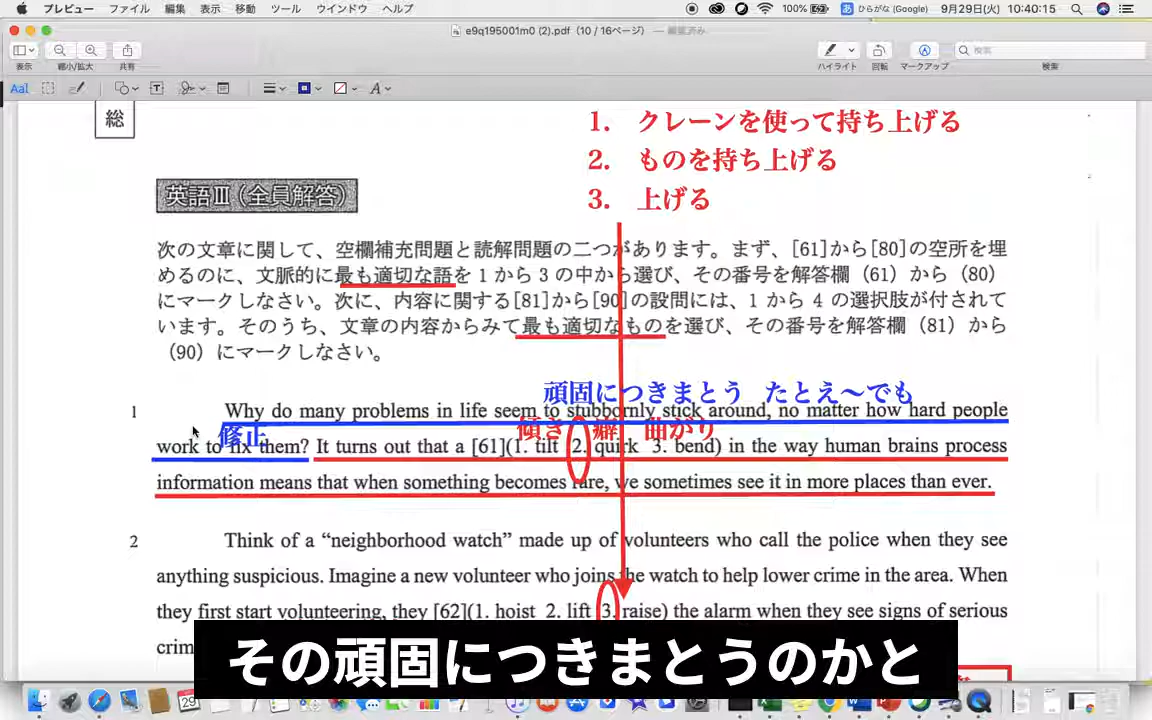 プレビュー ファイル 編集 表示 移動 ツール ウインドウ ヘルプ 100% あ ひらがな (Google) 9月29日(火) 10:40:15
e9q195001m0 (2).pdf (10 / 16ページ) — 編集済み
検索
表示 縮小/拡大 共有 ハイライト 回転 マークアップ 検索
AaI T A
総
1. クレーンを使って持ち上げる
2. ものを持ち上げる
3. 上げる
英語Ⅲ(全員解答)
次の文章に関して、空欄補充問題と読解問題の二つがあります。まず、[61]から[80]の空所を埋
めるのに、文脈的に最も適切な語を 1 から 3 の中から選び、その番号を解答欄（61）から（80）
にマークしなさい。次に、内容に関する[81]から[90]の設問には、1 から 4 の選択肢が付されて
います。そのうち、文章の内容からみて最も適切なものを選び、その番号を解答欄（81）から
（90）にマークしなさい。
頑固につきまとう たとえ〜でも
1 Why do many problems in life seem to stubbornly stick around, no matter how hard people
修正 傾き 癖 曲がり
work to fix them? It turns out that a [61](1. tilt 2. quirk 3. bend) in the way human brains process
information means that when something becomes rare, we sometimes see it in more places than ever.
2 Think of a “neighborhood watch” made up of volunteers who call the police when they see
anything suspicious. Imagine a new volunteer who joins the watch to help lower crime in the area. When
they first start volunteering, they [62](1. hoist 2. lift 3. raise) the alarm when they see signs of serious
crim
その頑固につきまとうのかと
29